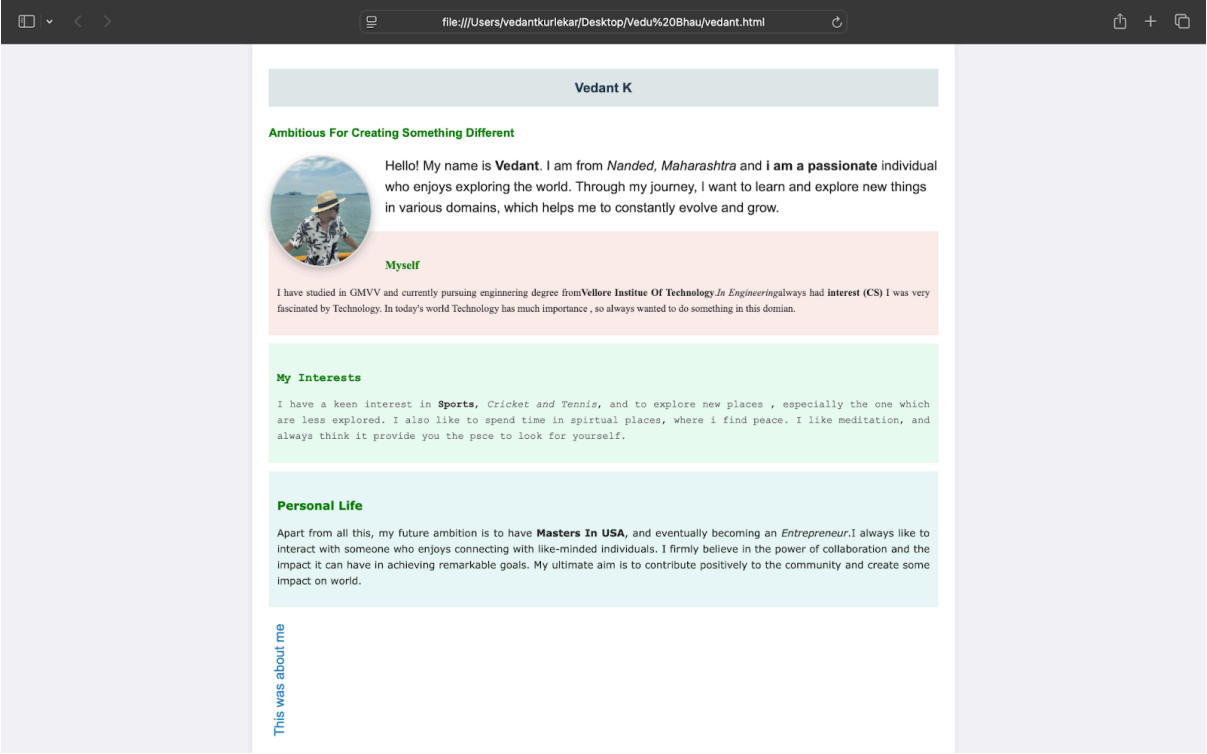 file:///Users/vedantkurlekar/Desktop/Vedu%20Bhau/vedant.html
Vedant K
Ambitious For Creating Something Different
Hello! My name is Vedant. I am from Nanded, Maharashtra and i am a passionate individual
who enjoys exploring the world. Through my journey, I want to learn and explore new things
in various domains, which helps me to constantly evolve and grow.
Myself
I have studied in GMVV and currently pursuing enginnering degree fromVellore Institue Of Technology.In Engineeringalways had interest (CS) I was very
fascinated by Technology. In today's world Technology has much importance , so always wanted to do something in this domian.
My Interests
I have a keen interest in Sports, Cricket and Tennis, and to explore new places , especially the one which
are less explored. I also like to spend time in spirtual places, where i find peace. I like meditation, and
always think it provide you the psce to look for yourself.
Personal Life
Apart from all this, my future ambition is to have Masters In USA, and eventually becoming an Entrepreneur.I always like to
interact with someone who enjoys connecting with like-minded individuals. I firmly believe in the power of collaboration and the
impact it can have in achieving remarkable goals. My ultimate aim is to contribute positively to the community and create some
impact on world.
This was about me